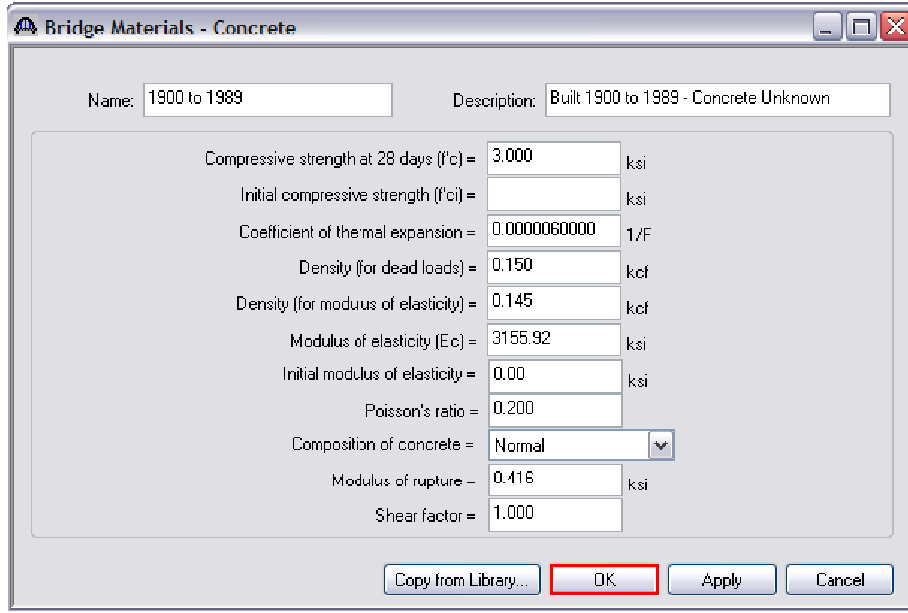 Bridge Materials - Concrete
Name: 1900 to 1989 Description: Built 1900 to 1989 - Concrete Unknown
Compressive strength at 28 days (f'c) = 3.000 ksi
Initial compressive strength (f'ci) = ksi
Coefficient of thermal expansion = 0.0000060000 1/F
Density (for dead loads) = 0.150 kcf
Density (for modulus of elasticity) = 0.145 kcf
Modulus of elasticity (Ec) = 3155.92 ksi
Initial modulus of elasticity = 0.00 ksi
Poisson's ratio = 0.200
Composition of concrete = Normal
Modulus of rupture = 0.416 ksi
Shear factor = 1.000
Copy from Library... OK Apply Cancel